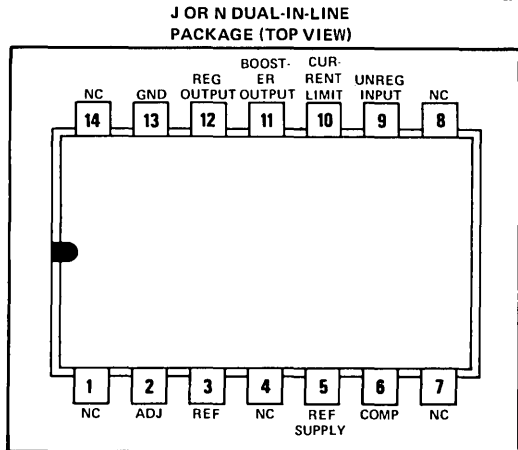 J OR N DUAL-IN-LINE
PACKAGE (TOP VIEW)
BOOST- CUR-
REG ER RENT UNREG
NC GND OUTPUT OUTPUT LIMIT INPUT NC
14 13 12 11 10 9 8
1 2 3 4 5 6 7
NC ADJ REF NC REF COMP NC
SUPPLY